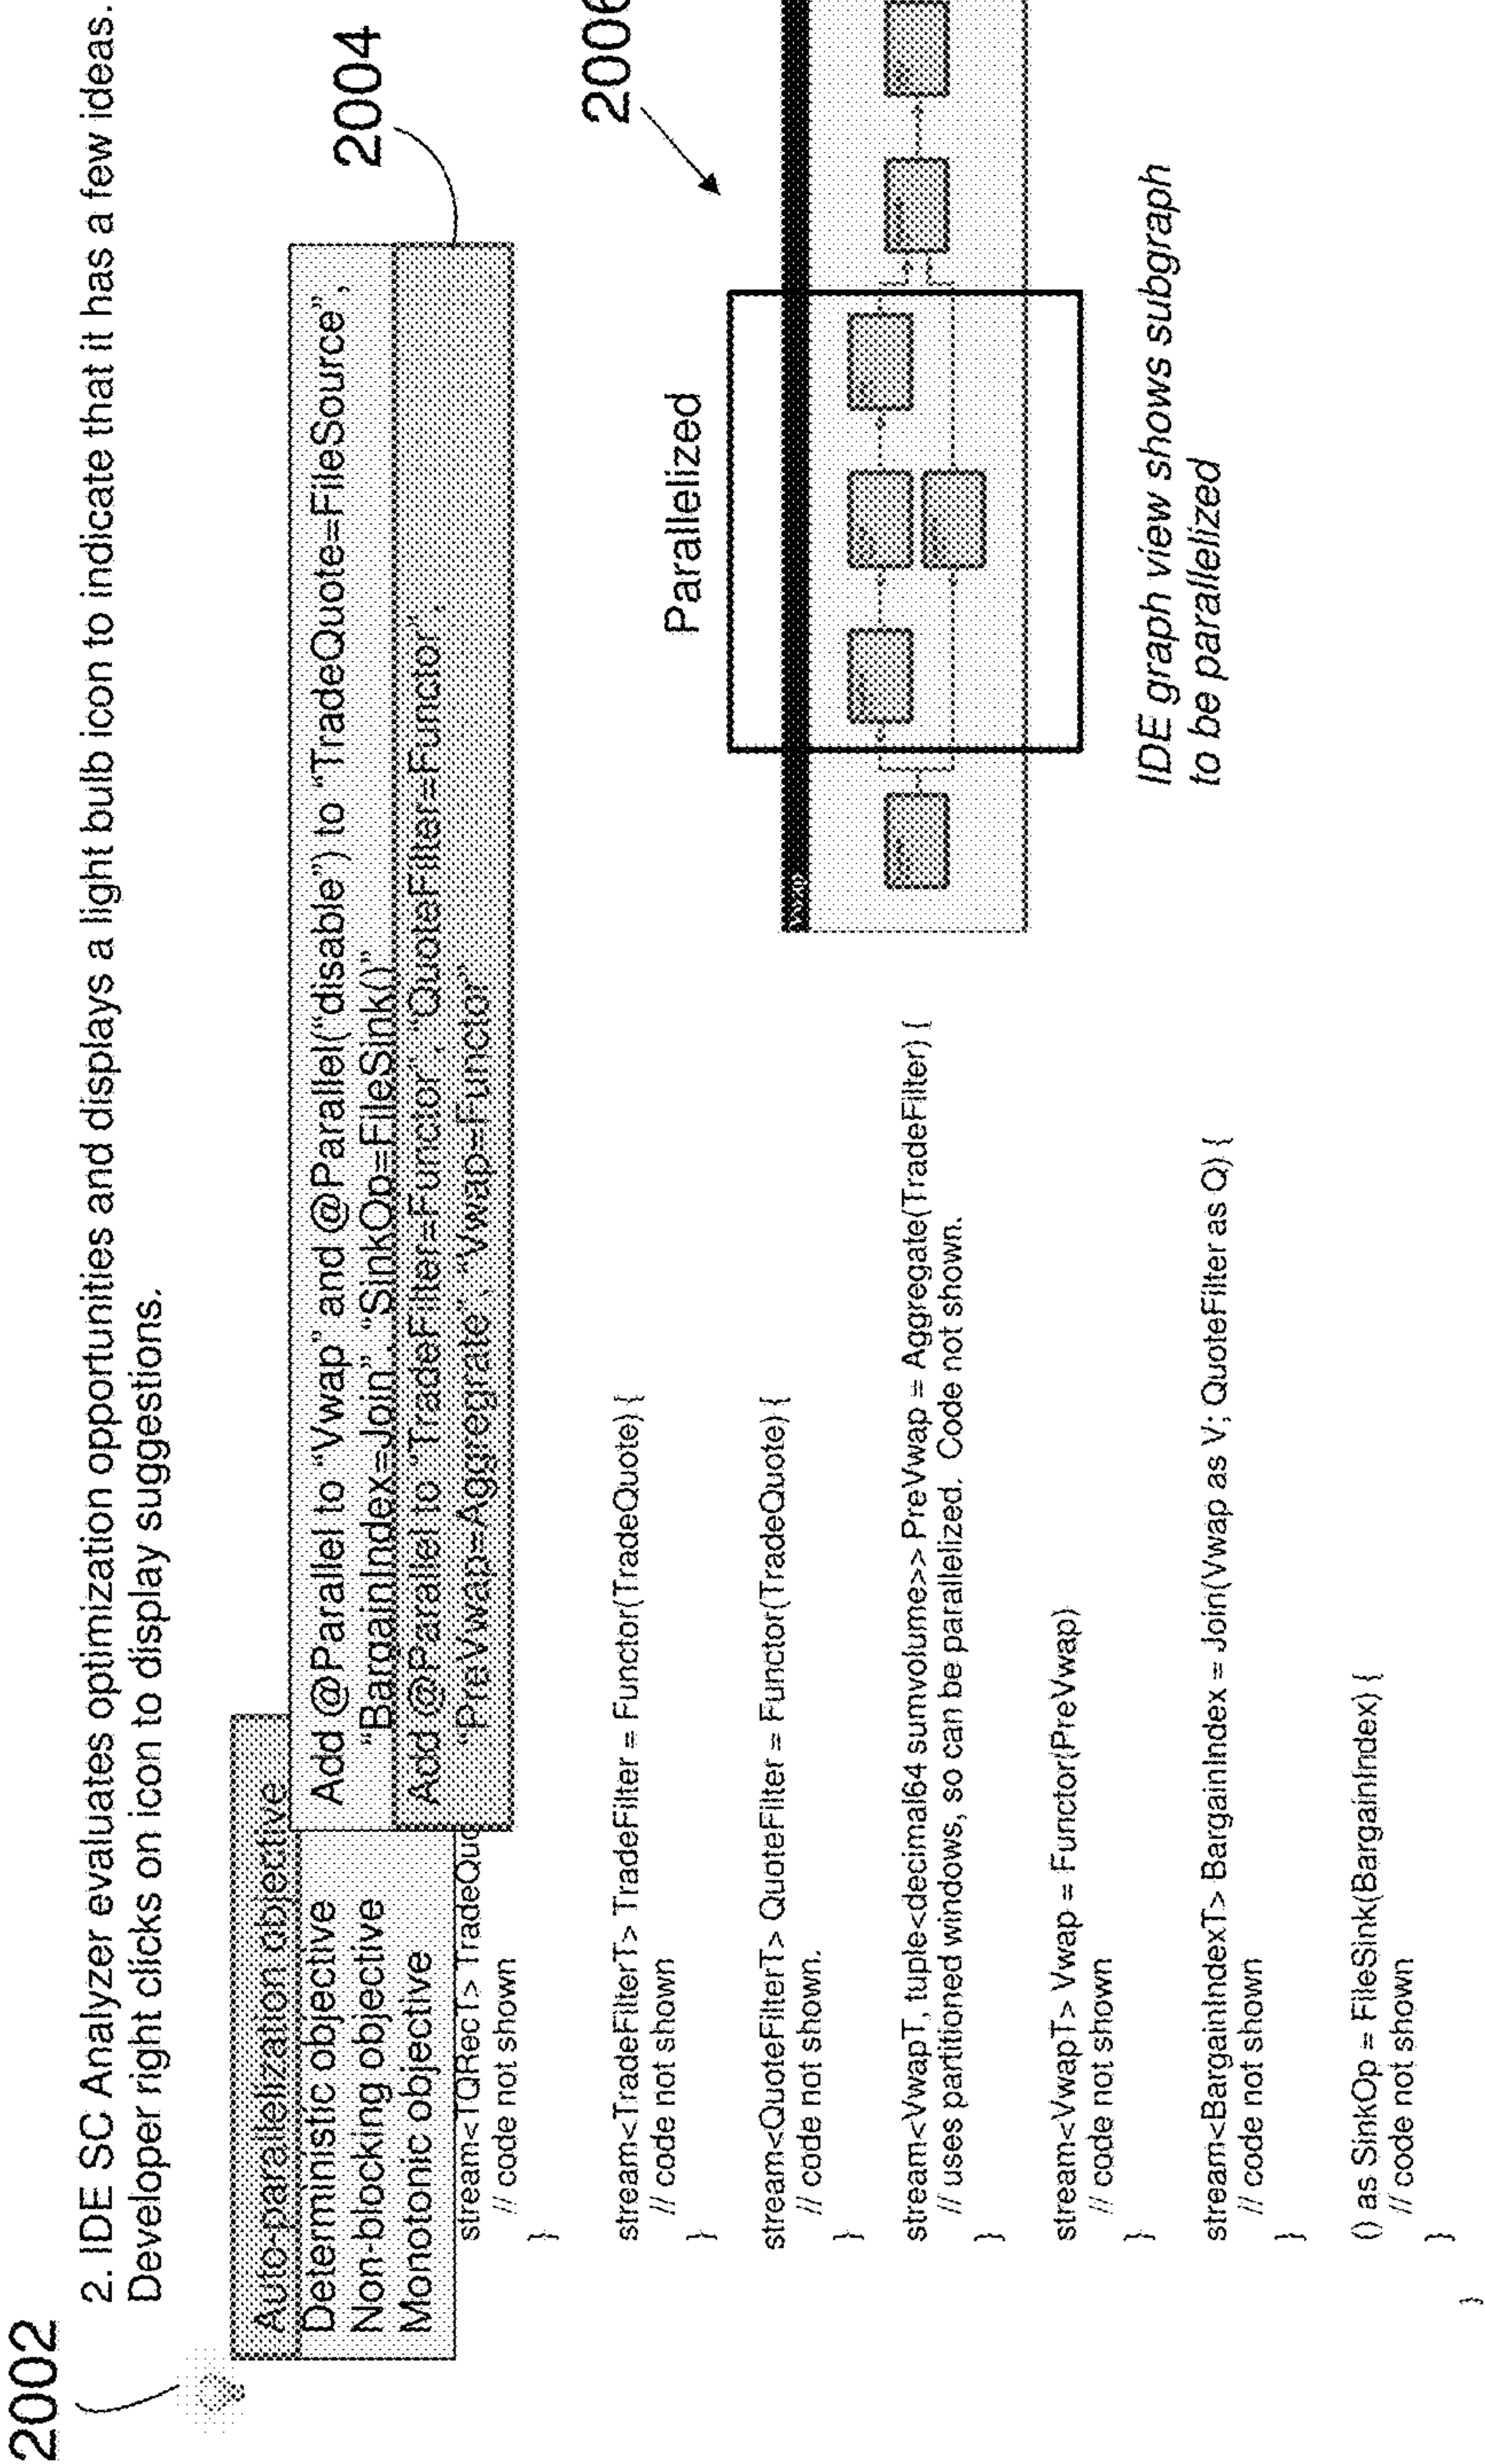 2002
2. IDE SC Analyzer evaluates optimization opportunities and displays a light bulb icon to indicate that it has a few ideas.
Developer right clicks on icon to display suggestions.
Auto-parallelization objective
Deterministic objective
Non-blocking objective
Monotonic objective
Add @Parallel to “Vwap” and @Parallel(“disable”) to “TradeQuote=FileSource”,
“BargainIndex=Join”, “SinkOp=FileSink()”
Add @Parallel to “TradeFilter=Functor”, “QuoteFilter=Functor”,
“PreVwap=Aggregrate”, “Vwap=Functor”
2004
stream<TQRecT> TradeQuo
// code not shown
}
stream<TradeFilterT> TradeFilter = Functor(TradeQuote) {
// code not shown
}
stream<QuoteFilterT> QuoteFilter = Functor(TradeQuote) {
// code not shown.
}
stream<VwapT, tuple<decimal64 sumvolume>> PreVwap = Aggregate(TradeFilter) {
// uses partitioned windows, so can be parallelized. Code not shown.
}
stream<VwapT> Vwap = Functor(PreVwap)
// code not shown
}
stream<BargainIndexT> BargainIndex = Join(Vwap as V; QuoteFilter as Q) {
// code not shown
}
() as SinkOp = FileSink(BargainIndex) {
// code not shown
}
}
2006
Parallelized
IDE graph view shows subgraph
to be parallelized